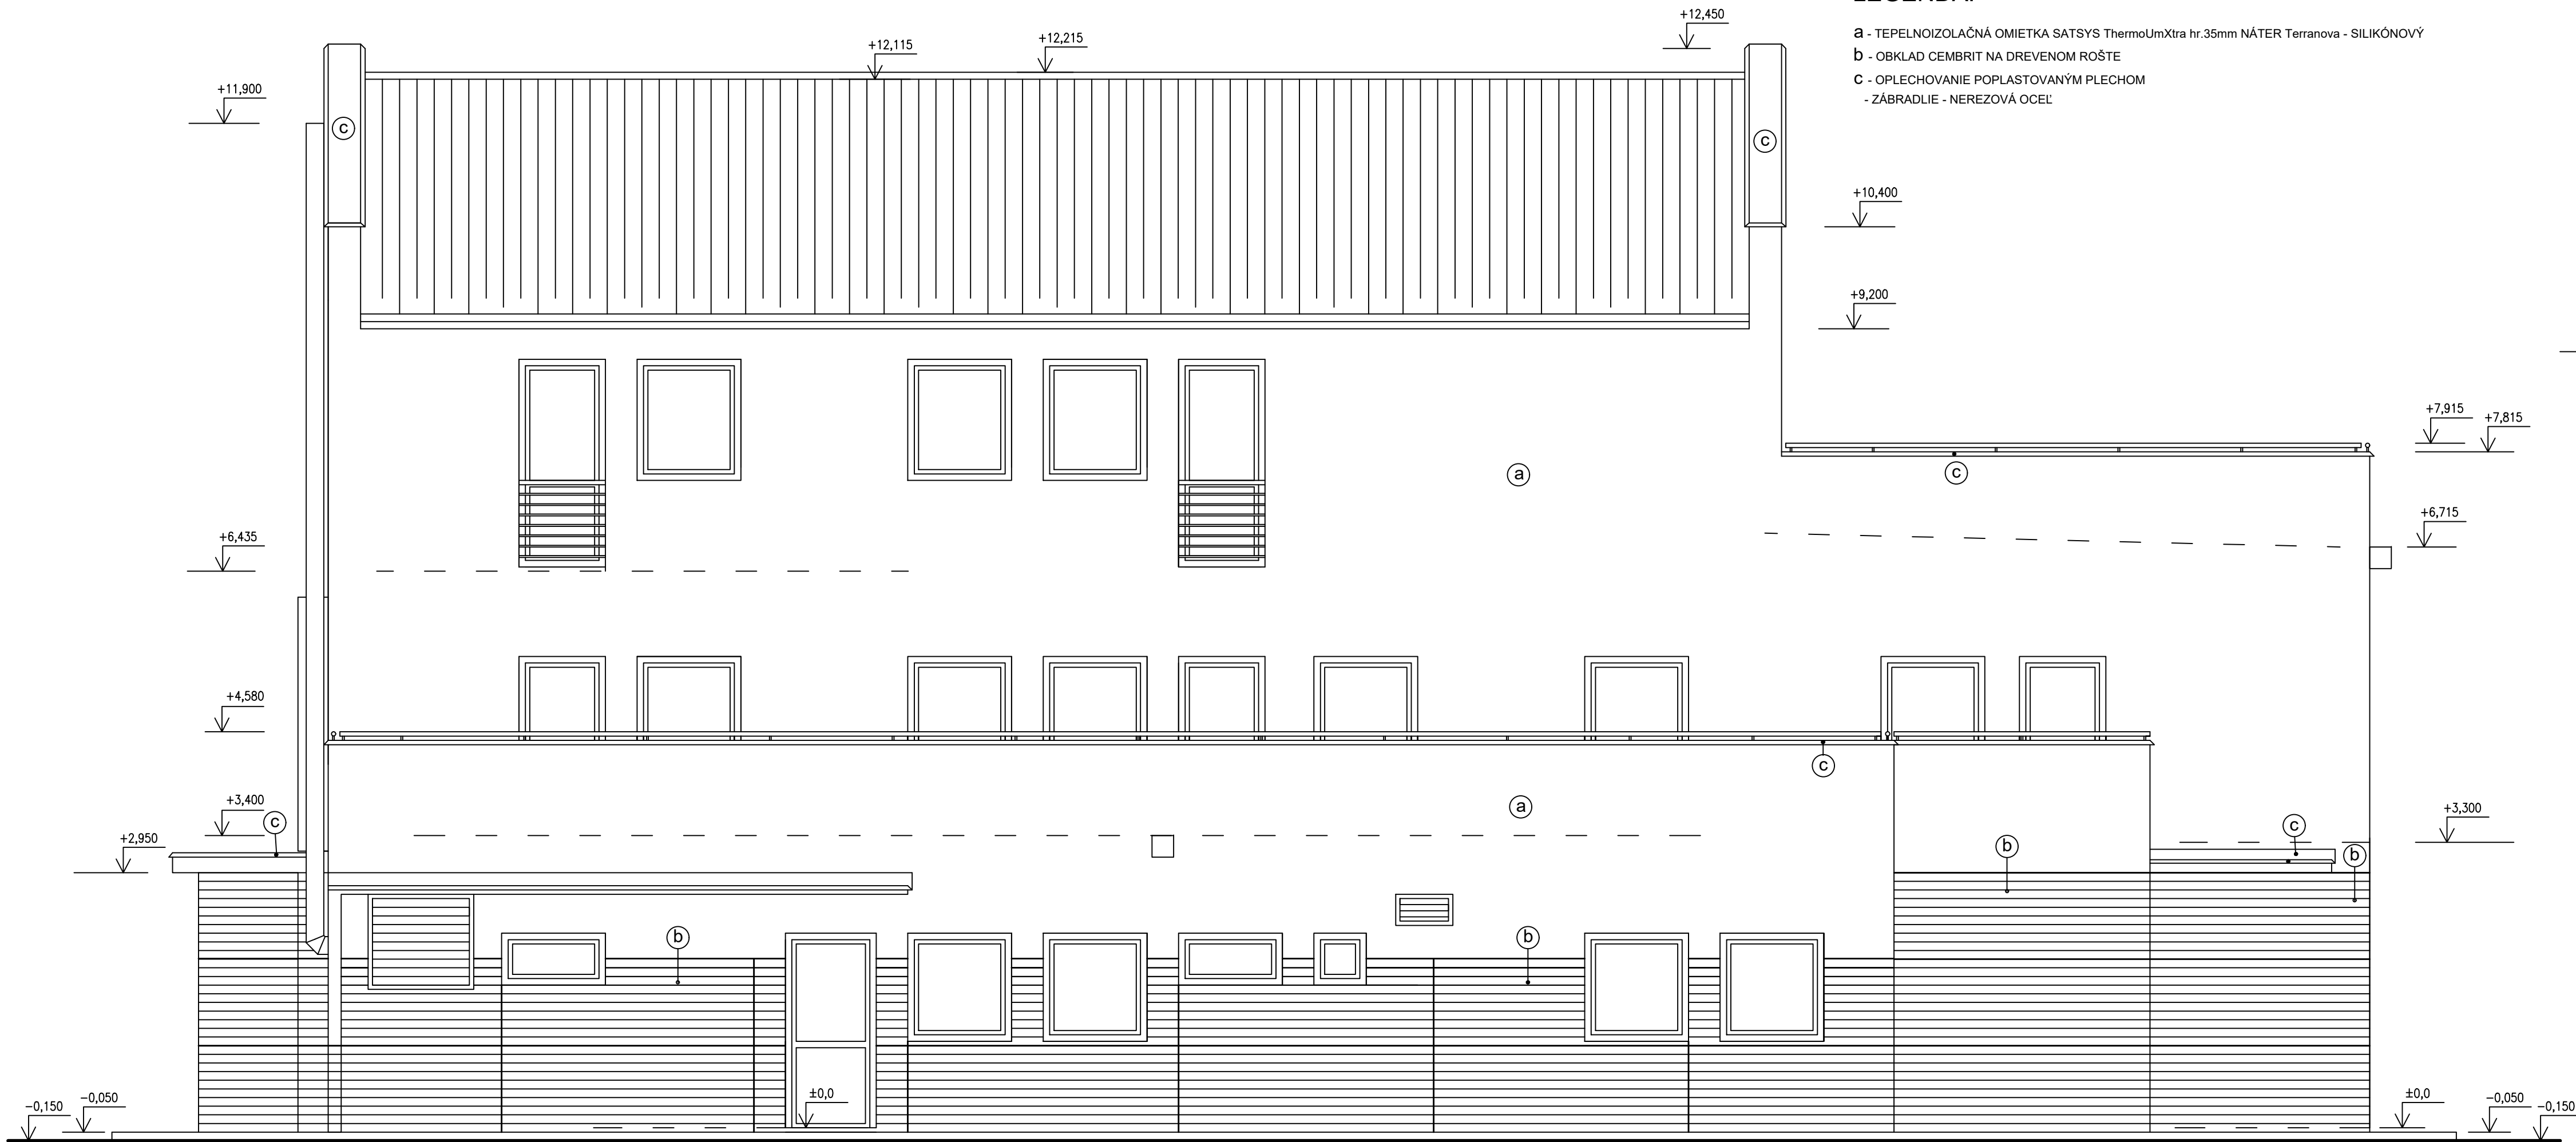 +12,450
+12,215
+12,115
a - TEPELNOIZOLAČNÁ OMIETKA SATSYS ThermoUmXtra hr.35mm NÁTER Terranova - SILIKÓNOVÝ
b - OBKLAD CEMBRIT NA DREVENOM ROŠTE
c - OPLECHOVANIE POPLASTOVANÝM PLECHOM
- ZÁBRADLIE - NEREZOVÁ OCEĽ
+11,900
c
c
+10,400
+9,200
+7,915
+7,815
a
c
+6,715
+6,435
+4,580
c
+3,400
c
a
+3,300
c
+2,950
b
b
b
b
±0,0
±0,0
-0,050
-0,150
-0,050
-0,150